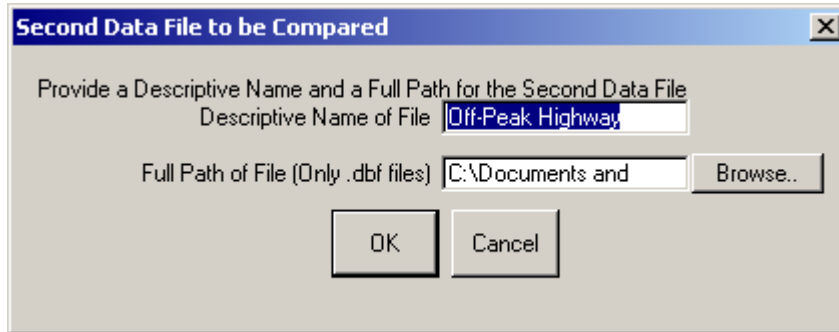 Second Data File to be Compared
Provide a Descriptive Name and a Full Path for the Second Data File
Descriptive Name of File Off-Peak Highway
Full Path of File (Only .dbf files) C:\Documents and Browse..
OK Cancel